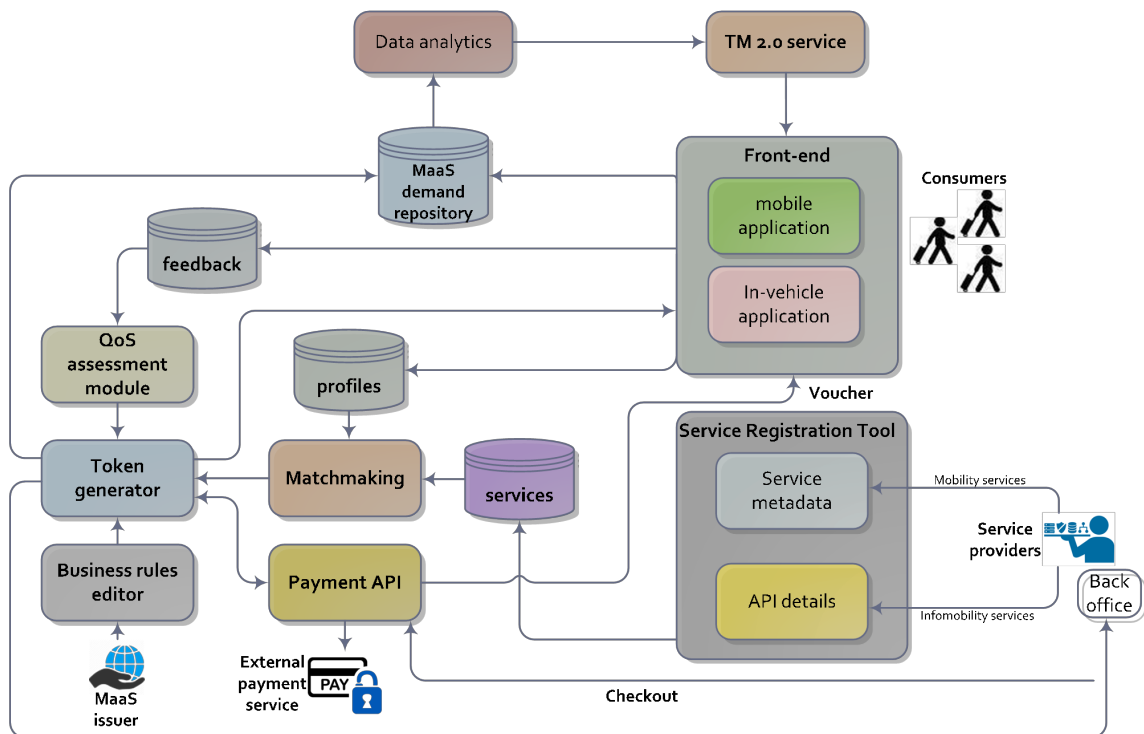 Data analytics
TM 2.0 service
MaaS
demand
repository
Front-end
mobile
application
In-vehicle
application
Consumers
feedback
QoS
assessment
module
profiles
Voucher
Token
generator
Matchmaking
services
Service Registration Tool
Service
metadata
Mobility services
Service
providers
Business rules
editor
Payment API
API details
Infomobility services
Back
office
MaaS
issuer
External
payment
service
PAY
Checkout